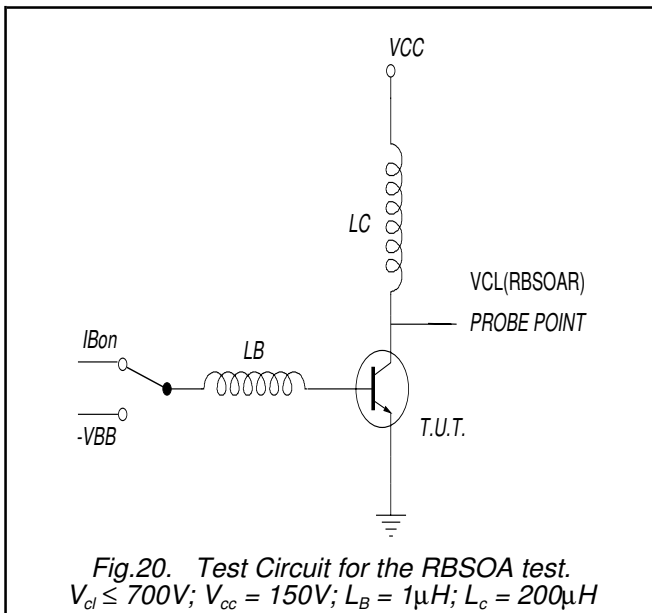 VCC
LC
VCL(RBSOAR)
PROBE POINT
IBon
LB
-VBB
T.U.T.
Fig.20. Test Circuit for the RBSOA test.
Vcl ≤ 700V; Vcc = 150V; LB = 1μH; Lc = 200μH